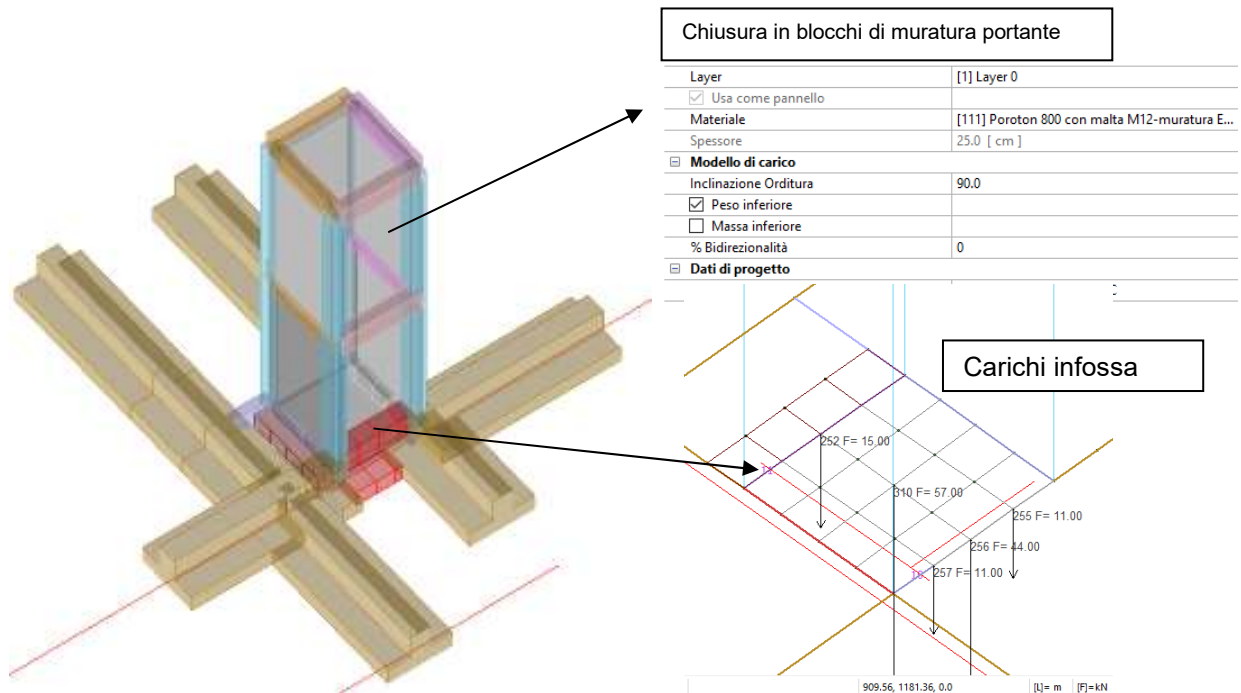 Chiusura in blocchi di muratura portante
Layer [1] Layer 0
Usa come pannello
Materiale [111] Poroton 800 con malta M12-muratura E...
Spessore 25.0 [ cm ]
Modello di carico
Inclinazione Orditura 90.0
Peso inferiore
Massa inferiore
% Bidirezionalità 0
Dati di progetto
Carichi infossa
252 F= 15.00
310 F= 57.00
255 F= 11.00
256 F= 44.00
257 F= 11.00
909.56, 1181.36, 0.0 [L]= m [F]=kN